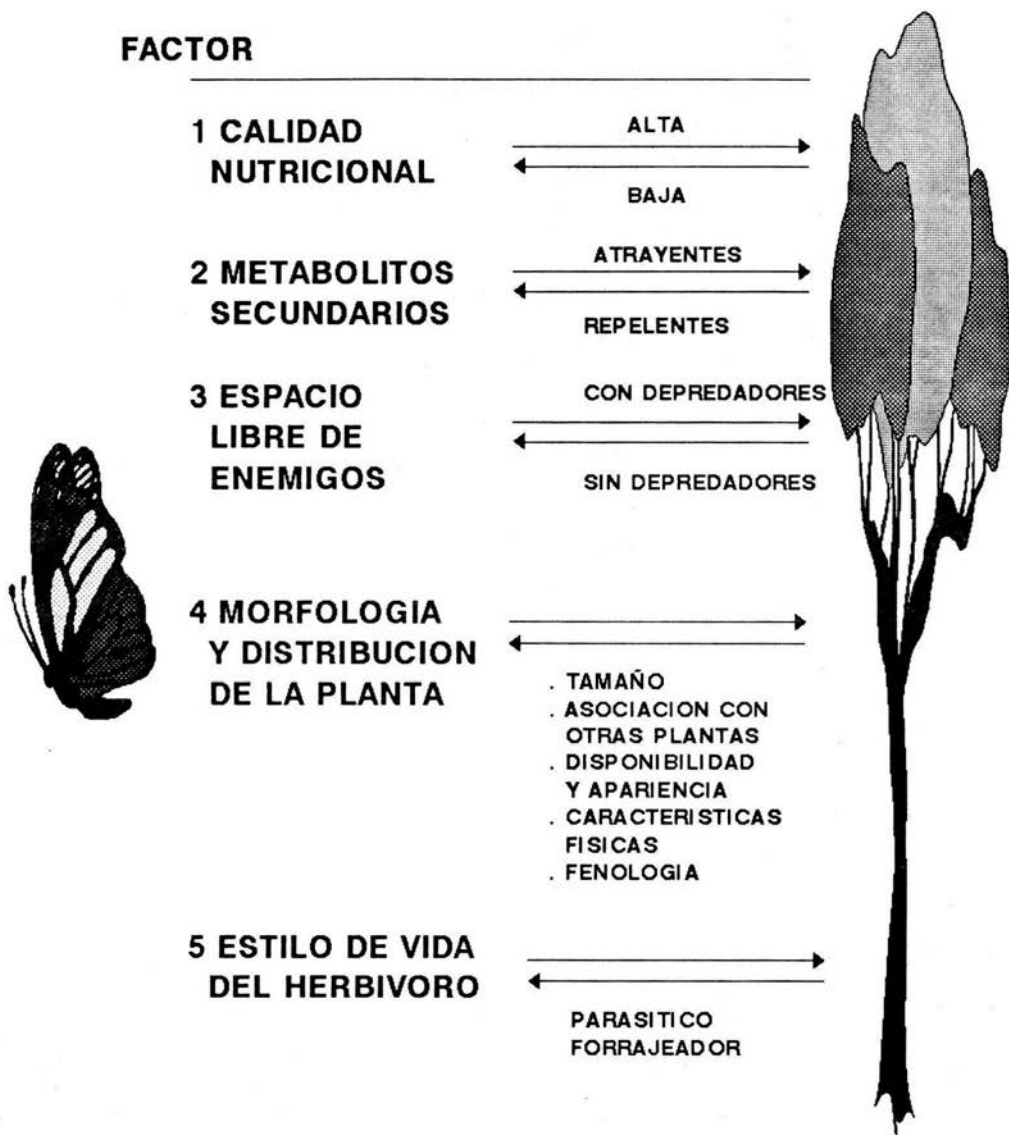 FACTOR
1 CALIDAD
NUTRICIONAL
ALTA
BAJA
2 METABOLITOS
SECUNDARIOS
ATRAYENTES
REPELENTES
3 ESPACIO
LIBRE DE
ENEMIGOS
CON DEPREDADORES
SIN DEPREDADORES
4 MORFOLOGIA
Y DISTRIBUCION
DE LA PLANTA
. TAMAÑO
. ASOCIACION CON
OTRAS PLANTAS
. DISPONIBILIDAD
Y APARIENCIA
. CARACTERISTICAS
FISICAS
. FENOLOGIA
5 ESTILO DE VIDA
DEL HERBIVORO
PARASITICO
FORRAJEADOR